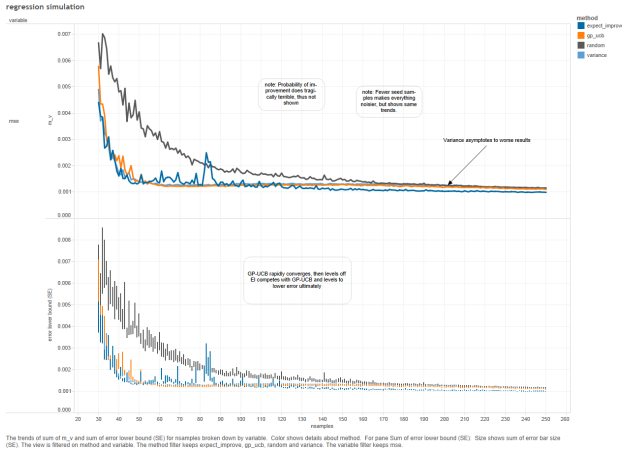 regression simulation
variable
method
expect_improve
gp_ucb
random
variance
mse
m_v
0.007
0.006
0.005
0.004
0.003
0.002
0.001
0.000
note: Probability of im-
provement does tragi-
cally terrible, thus not
shown
note: Fewer seed sam-
ples makes everything
noisier, but shows same
trends.
Variance asymptotes to worse results
error lower bound (SE)
0.008
0.007
0.006
0.005
0.004
0.003
0.002
0.001
0.000
GP-UCB rapidly converges, then levels off
EI competes with GP-UCB and levels to
lower error ultimately
20 30 40 50 60 70 80 90 100 110 120 130 140 150 160 170 180 190 200 210 220 230 240 250 260
nsamples
The trends of sum of m_v and sum of error lower bound (SE) for nsamples broken down by variable. Color shows details about method. For pane Sum of error lower bound (SE): Size shows sum of error bar size
(SE). The view is filtered on method and variable. The method filter keeps expect_improve, gp_ucb, random and variance. The variable filter keeps mse.